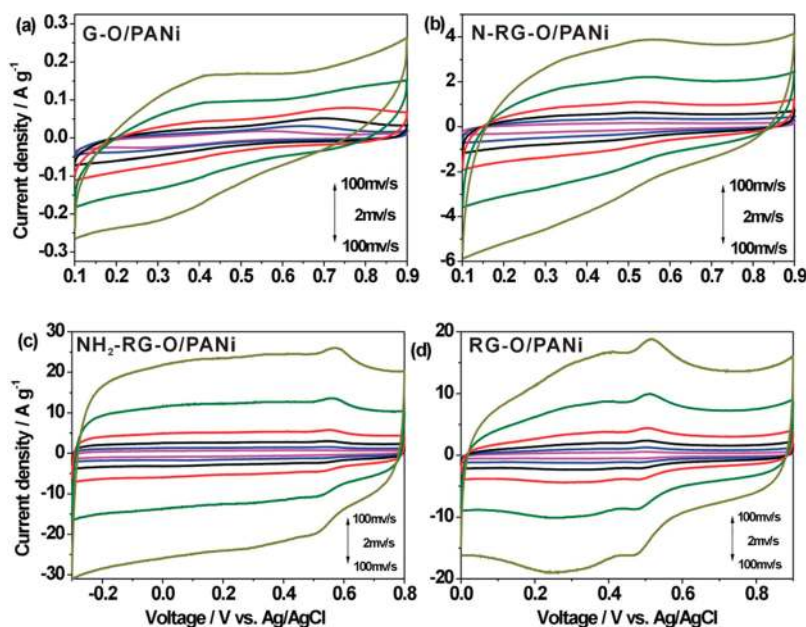 (a)
G-O/PANi
Current density / A g⁻¹
0.3
0.2
0.1
0.0
-0.1
-0.2
-0.3
0.1 0.2 0.3 0.4 0.5 0.6 0.7 0.8 0.9
100mv/s
2mv/s
100mv/s
(b)
N-RG-O/PANi
4
2
0
-2
-4
-6
0.1 0.2 0.3 0.4 0.5 0.6 0.7 0.8 0.9
100mv/s
2mv/s
100mv/s
(c)
NH₂-RG-O/PANi
Current density / A g⁻¹
30
20
10
0
-10
-20
-30
-0.2 0.0 0.2 0.4 0.6 0.8
Voltage / V vs. Ag/AgCl
100mv/s
2mv/s
100mv/s
(d)
RG-O/PANi
20
10
0
-10
-20
0.0 0.2 0.4 0.6 0.8
Voltage / V vs. Ag/AgCl
100mv/s
2mv/s
100mv/s